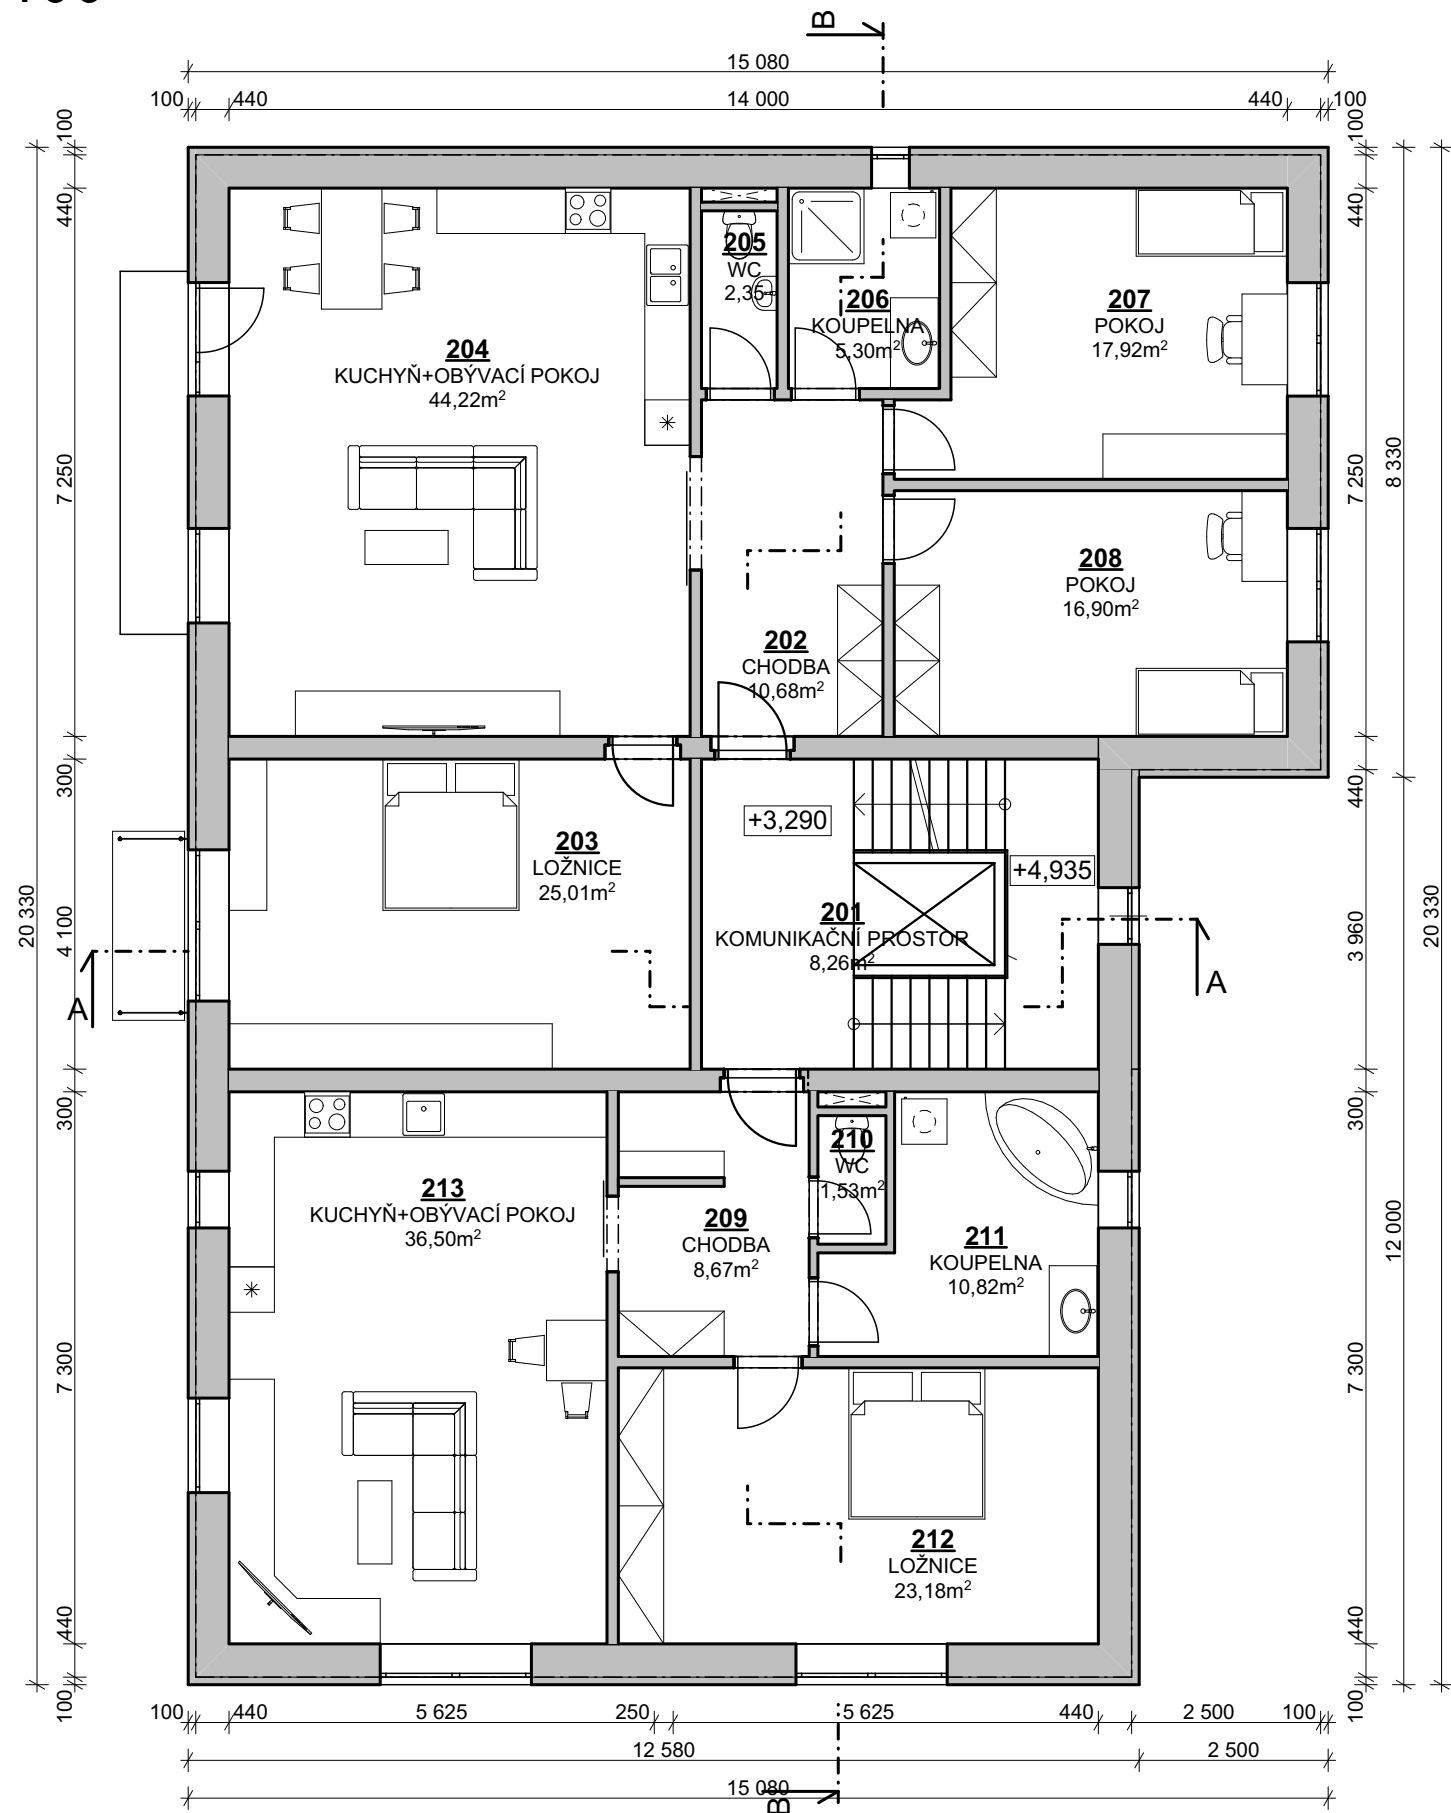 B
15 080
100 440 14 000 440 100
100
100
440
440
205
WC
2,35
206
KOUPELNA
5,30m²
207
POKOJ
17,92m²
204
KUCHYŇ+OBÝVACÍ POKOJ
44,22m²
7 250
7 250
8 330
208
POKOJ
16,90m²
202
CHODBA
10,68m²
300
440
+3,290
203
LOŽNICE
25,01m²
+4,935
20 330
4 100
201
KOMUNIKAČNÍ PROSTOR
8,26m²
3 960
20 330
A
A
300
300
210
WC
1,53m²
213
KUCHYŇ+OBÝVACÍ POKOJ
36,50m²
209
CHODBA
8,67m²
211
KOUPELNA
10,82m²
12 000
7 300
7 300
212
LOŽNICE
23,18m²
440
440
100
100
100 440 5 625 250 5 625 440 2 500 100
12 580 2 500
15 080
B